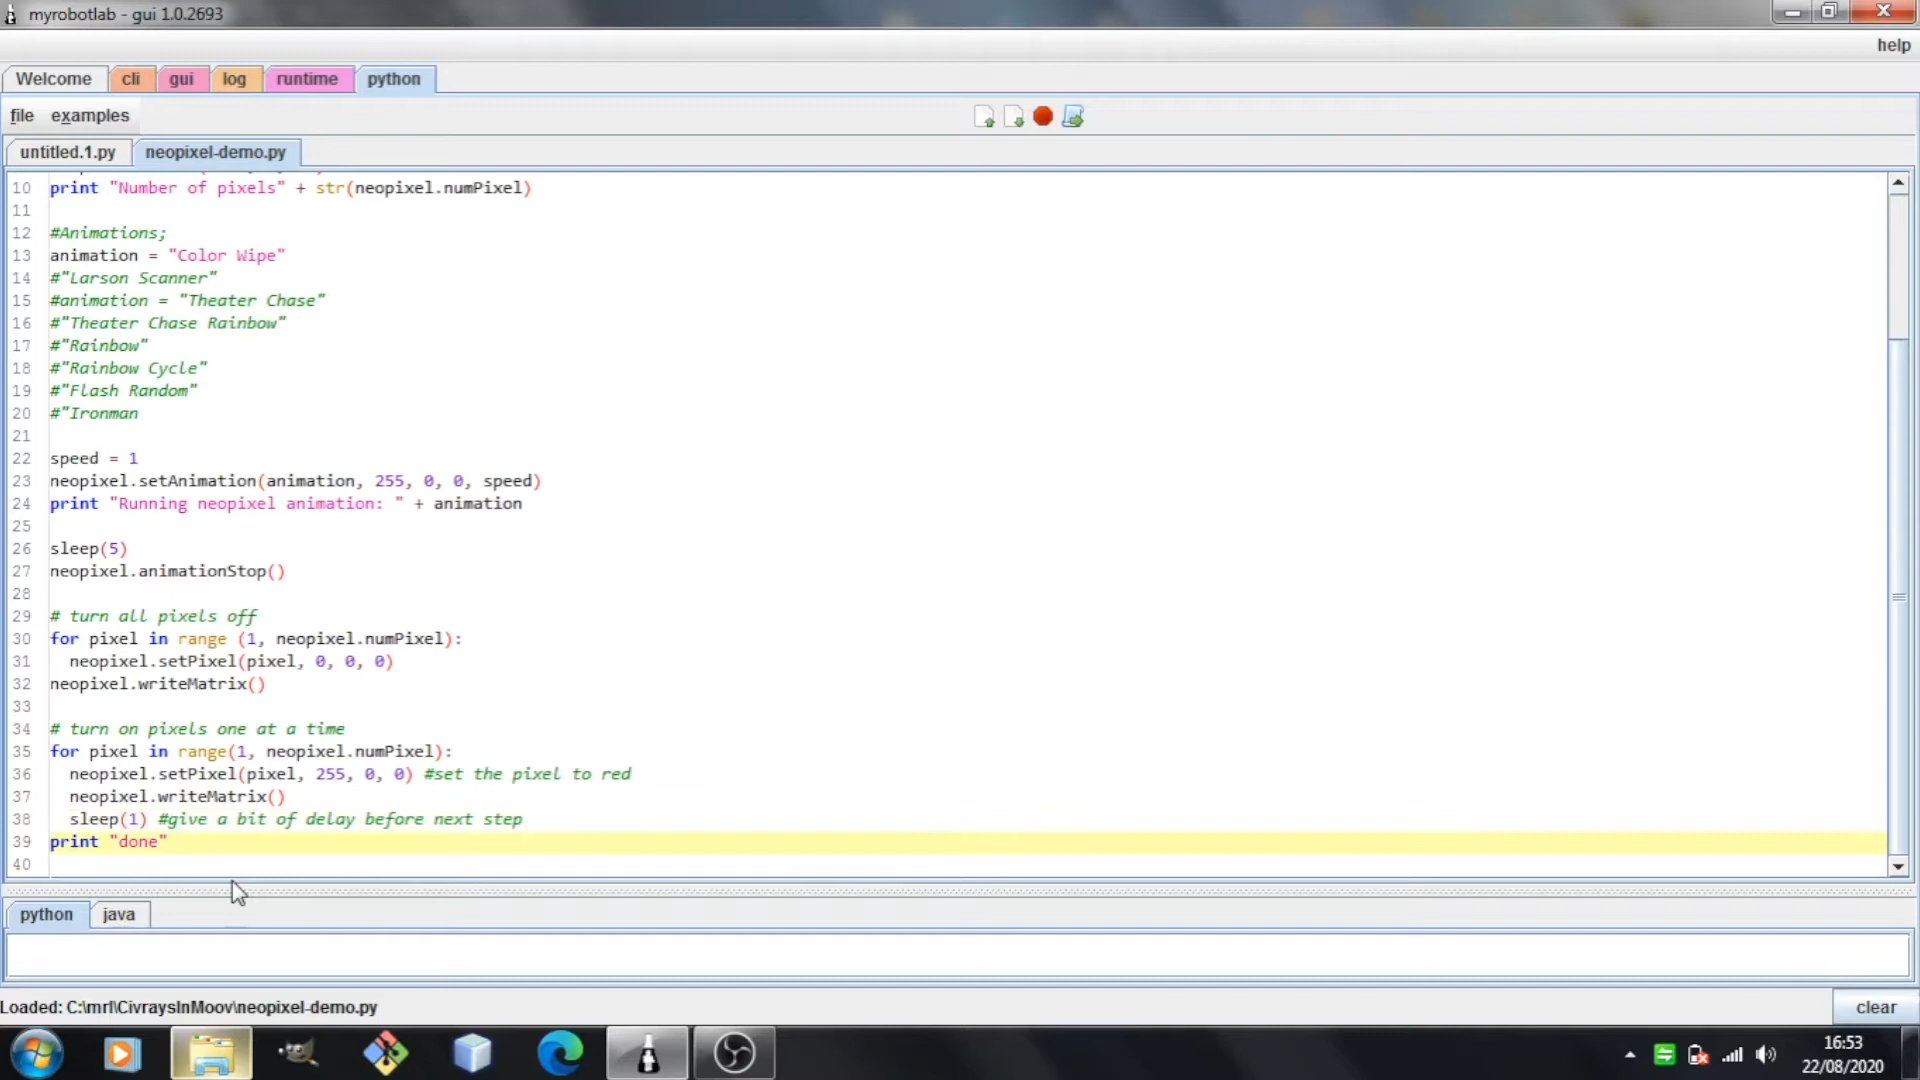 myrobotlab - gui 1.0.2693
help
Welcome cli gui log runtime python
file examples
untitled.1.py neopixel-demo.py
10 print "Number of pixels" + str(neopixel.numPixel)
11
12 #Animations;
13 animation = "Color Wipe"
14 #"Larson Scanner"
15 #animation = "Theater Chase"
16 #"Theater Chase Rainbow"
17 #"Rainbow"
18 #"Rainbow Cycle"
19 #"Flash Random"
20 #"Ironman
21
22 speed = 1
23 neopixel.setAnimation(animation, 255, 0, 0, speed)
24 print "Running neopixel animation: " + animation
25
26 sleep(5)
27 neopixel.animationStop()
28
29 # turn all pixels off
30 for pixel in range (1, neopixel.numPixel):
31   neopixel.setPixel(pixel, 0, 0, 0)
32 neopixel.writeMatrix()
33
34 # turn on pixels one at a time
35 for pixel in range(1, neopixel.numPixel):
36   neopixel.setPixel(pixel, 255, 0, 0) #set the pixel to red
37   neopixel.writeMatrix()
38   sleep(1) #give a bit of delay before next step
39 print "done"
40
python java
Loaded: C:\mrl\CivraysInMoov\neopixel-demo.py
clear
16:53
22/08/2020